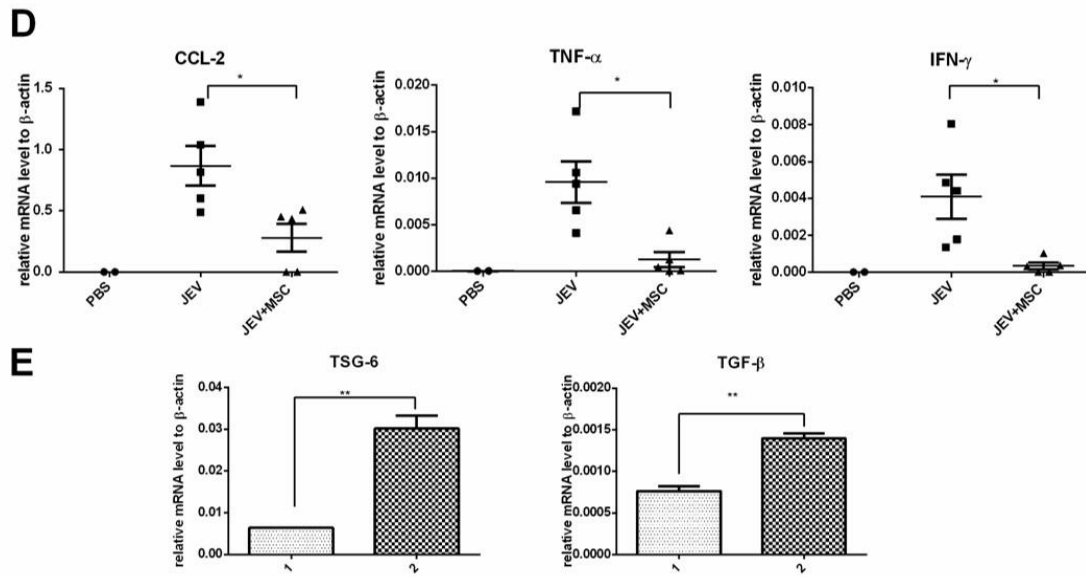 D
CCL-2
relative mRNA level to β-actin
1.5
1.0
0.5
0.0
*
PBS
JEV
JEV+MSC
TNF-α
relative mRNA level to β-actin
0.020
0.015
0.010
0.005
0.000
*
PBS
JEV
JEV+MSC
IFN-γ
relative mRNA level to β-actin
0.010
0.008
0.006
0.004
0.002
0.000
*
PBS
JEV
JEV+MSC
E
TSG-6
relative mRNA level to β-actin
0.04
0.03
0.02
0.01
0.00
**
1
2
TGF-β
relative mRNA level to β-actin
0.0020
0.0015
0.0010
0.0005
0.0000
**
1
2